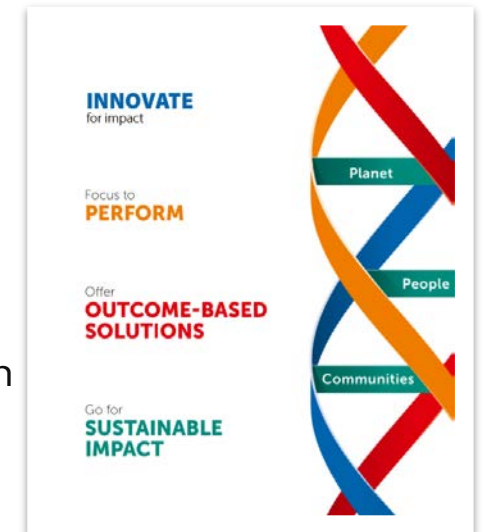 INNOVATE
for impact
Focus to
PERFORM
Offer
OUTCOME-BASED
SOLUTIONS
Go for
SUSTAINABLE
IMPACT
Planet
People
Communities
n